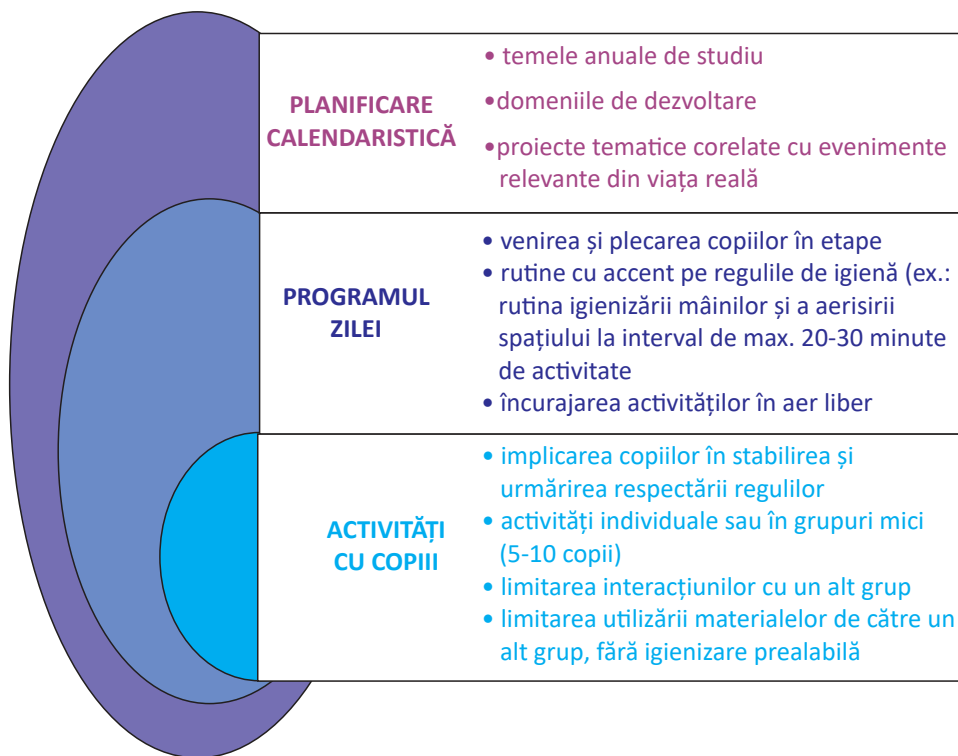 PLANIFICARE
CALENDARISTICĂ
• temele anuale de studiu
• domeniile de dezvoltare
•proiecte tematice corelate cu evenimente
relevante din viața reală
PROGRAMUL
ZILEI
• venirea și plecarea copiilor în etape
• rutine cu accent pe regulile de igienă (ex.:
rutina igienizării mâinilor și a aerisirii
spațiului la interval de max. 20-30 minute
de activitate
• încurajarea activităților în aer liber
ACTIVITĂȚI
CU COPIII
• implicarea copiilor în stabilirea și
urmărirea respectării regulilor
• activități individuale sau în grupuri mici
(5-10 copii)
• limitarea interacțiunilor cu un alt grup
• limitarea utilizării materialelor de către un
alt grup, fără igienizare prealabilă